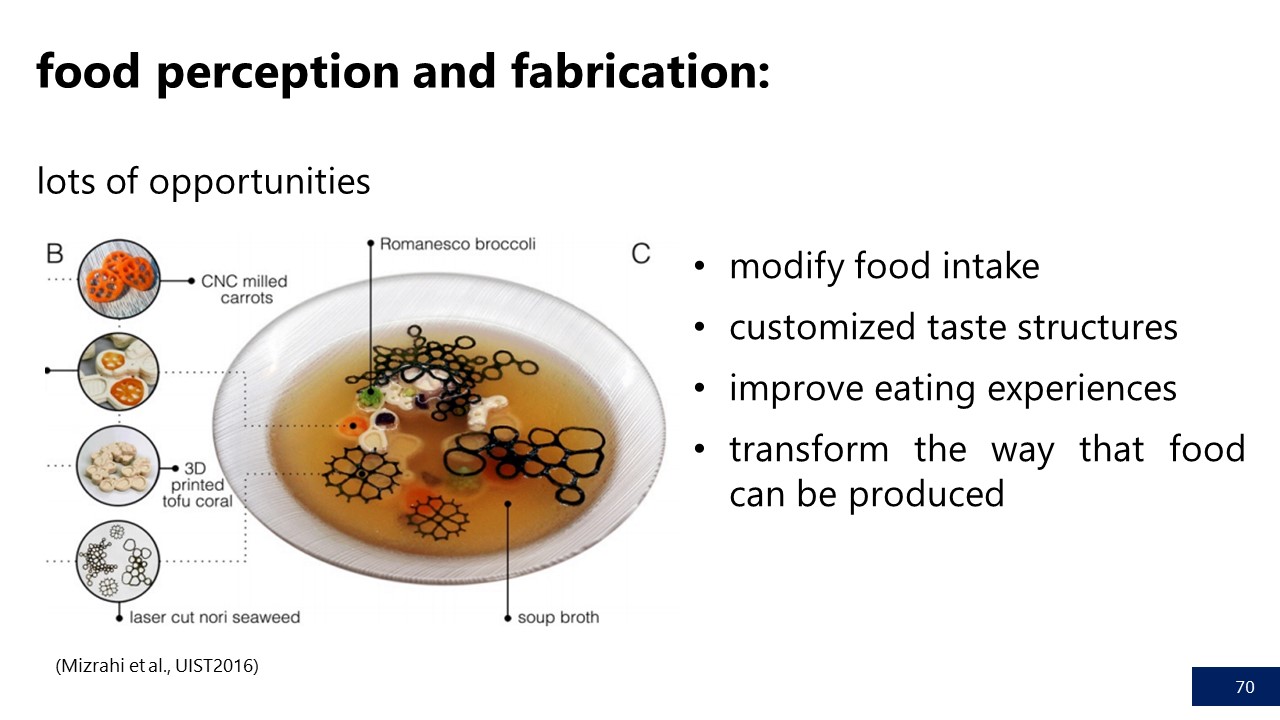 food perception and fabrication:
lots of opportunities
B
Romanesco broccoli
C
CNC milled
carrots
3D
printed
tofu coral
laser cut nori seaweed
soup broth
• modify food intake
• customized taste structures
• improve eating experiences
• transform the way that food
can be produced
(Mizrahi et al., UIST2016)
70